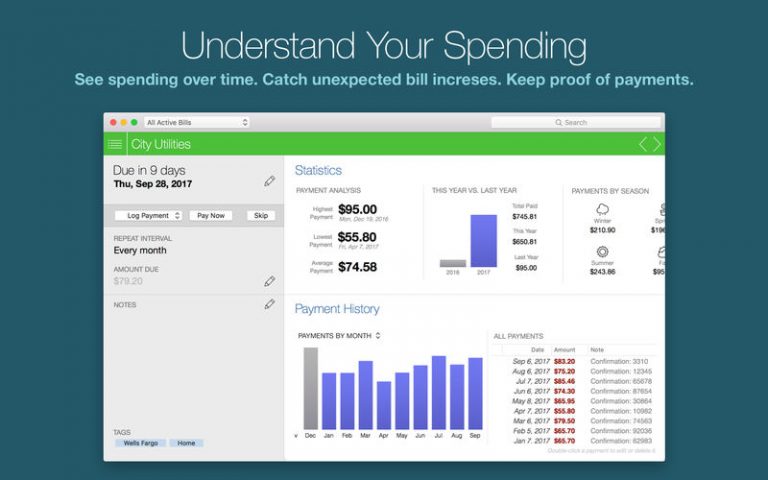 Understand Your Spending
See spending over time. Catch unexpected bill increses. Keep proof of payments.
All Active Bills
Search
City Utilities
Due in 9 days
Thu, Sep 28, 2017
Log Payment
Pay Now
Skip
REPEAT INTERVAL
Every month
AMOUNT DUE
$79.20
NOTES
TAGS
Wells Fargo
Home
Statistics
PAYMENT ANALYSIS
Highest
Payment
$95.00
Mon, Dec 19, 2016
Lowest
Payment
$55.80
Fri, Apr 7, 2017
Average
Payment
$74.58
THIS YEAR VS. LAST YEAR
2016
2017
Total Paid
$745.81
This Year
$650.81
Last Year
$95.00
PAYMENTS BY SEASON
Winter
$210.90
Spr
$196
Summer
$243.86
Fa
$95
Payment History
PAYMENTS BY MONTH
v Dec Jan Feb Mar Apr May Jun Jul Aug Sep
ALL PAYMENTS
Date Amount Note
Sep 6, 2017 $83.20 Confirmation: 3310
Aug 6, 2017 $75.20 Confirmation: 12345
Jul 7, 2017 $85.46 Confirmation: 65678
Jun 4, 2017 $74.30 Confirmation: 87654
May 8, 2017 $65.95 Confirmation: 30864
Apr 7, 2017 $55.80 Confirmation: 10982
Mar 6, 2017 $79.50 Confirmation: 74563
Feb 5, 2017 $65.70 Confirmation: 92036
Jan 7, 2017 $65.70 Confirmation: 82983
Double-click a payment to edit or delete it.